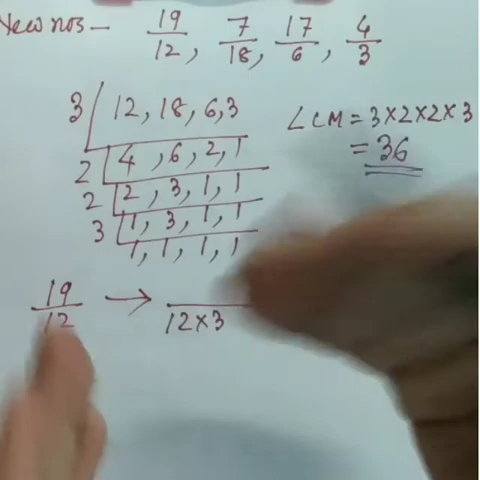 New nos — 19/12, 7/18, 17/6, 4/3
3 | 12, 18, 6, 3
2 | 4, 6, 2, 1
2 | 2, 3, 1, 1
3 | 1, 3, 1, 1
1, 1, 1, 1
LCM = 3×2×2×3
= 36
19/12 → /12×3